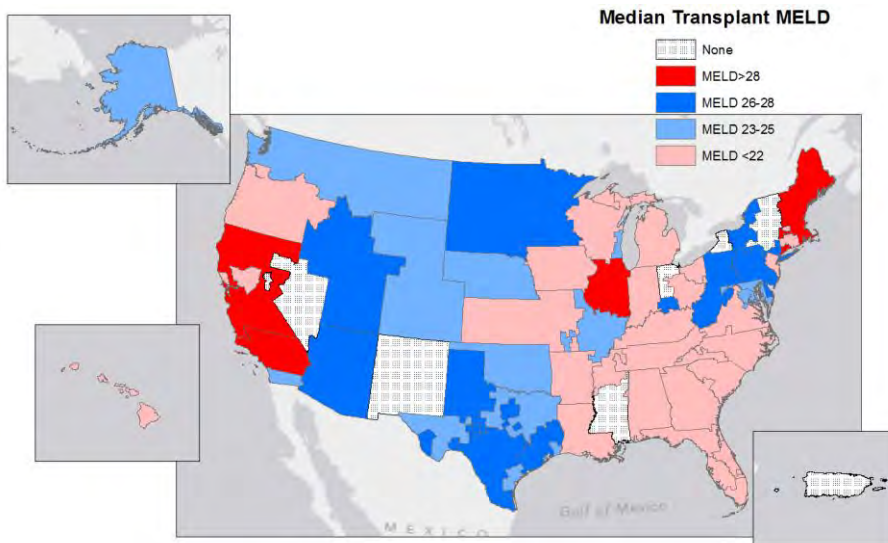 Median Transplant MELD
None
MELD>28
MELD 26-28
MELD 23-25
MELD <22
Gulf of Mexico
MEXICO